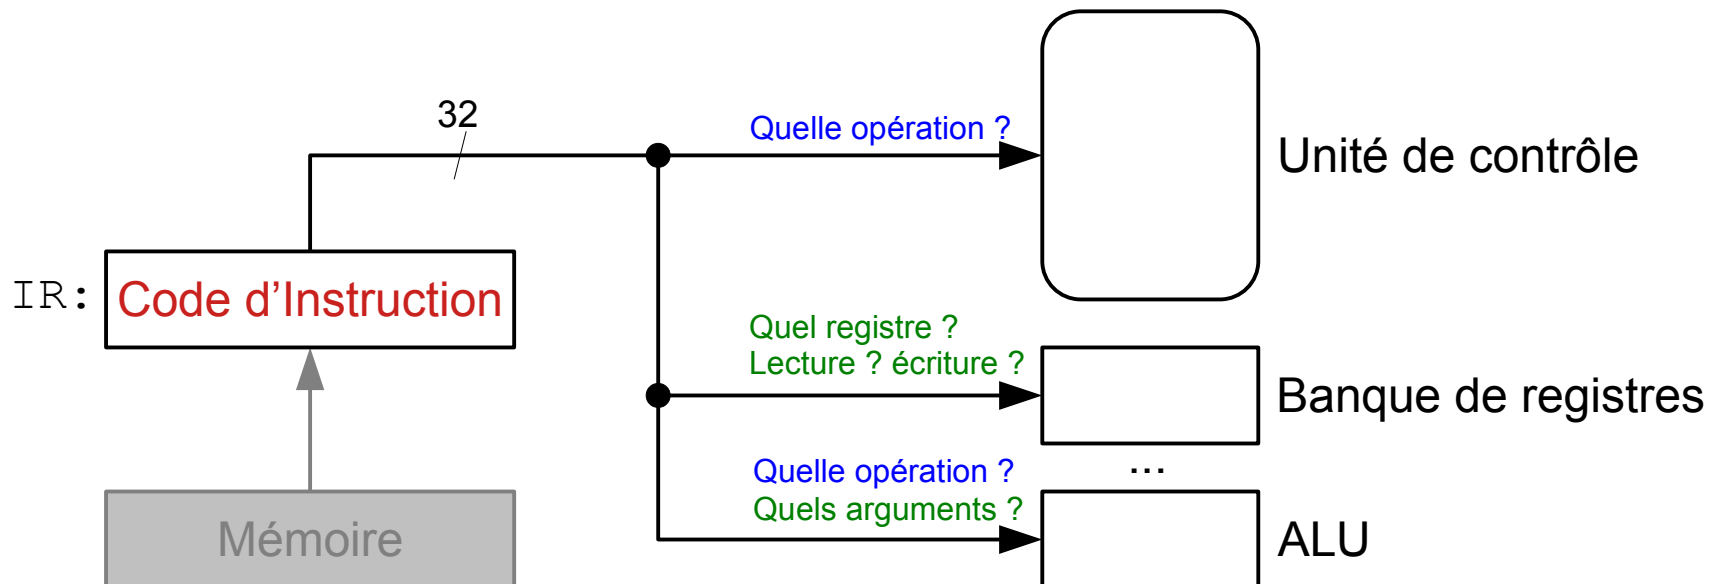 32
Quelle opération ?
Unité de contrôle
IR:
Code d’Instruction
Quel registre ?
Lecture ? écriture ?
Banque de registres
...
Quelle opération ?
Quels arguments ?
Mémoire
ALU